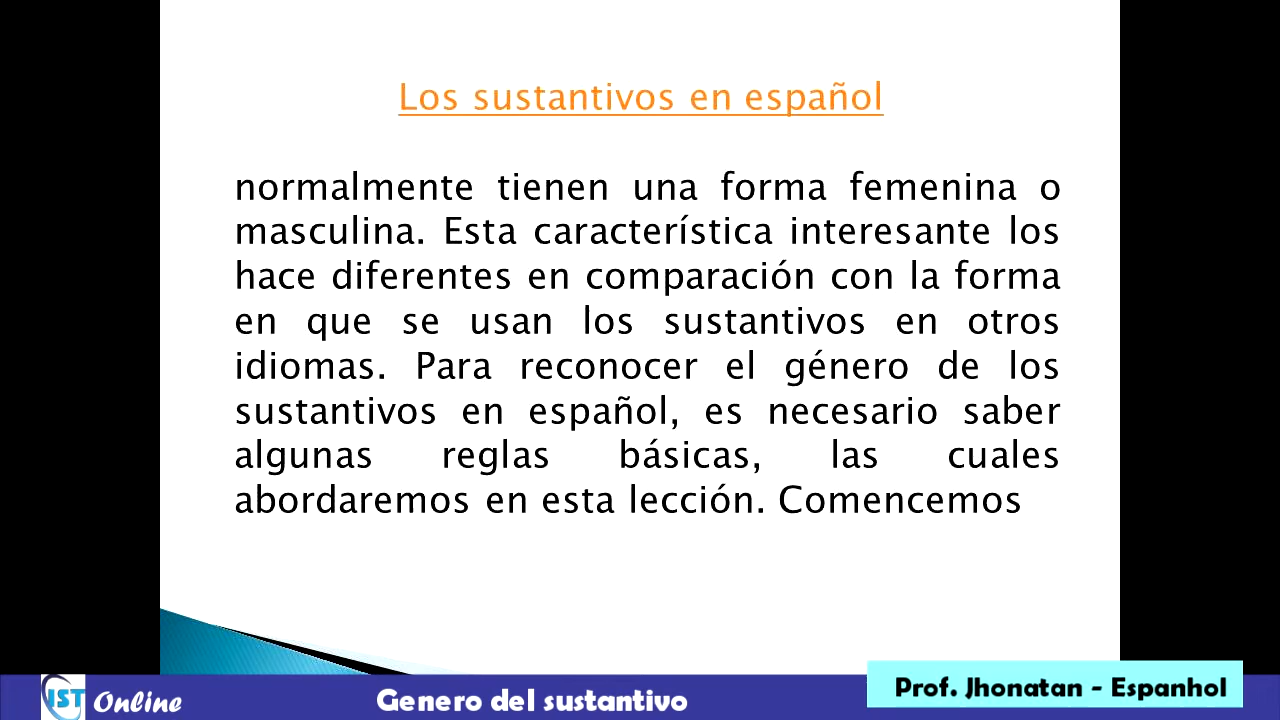 Los sustantivos en español
normalmente tienen una forma femenina o
masculina. Esta característica interesante los
hace diferentes en comparación con la forma
en que se usan los sustantivos en otros
idiomas. Para reconocer el género de los
sustantivos en español, es necesario saber
algunas reglas básicas, las cuales
abordaremos en esta lección. Comencemos
IST Online
Genero del sustantivo
Prof. Jhonatan - Espanhol